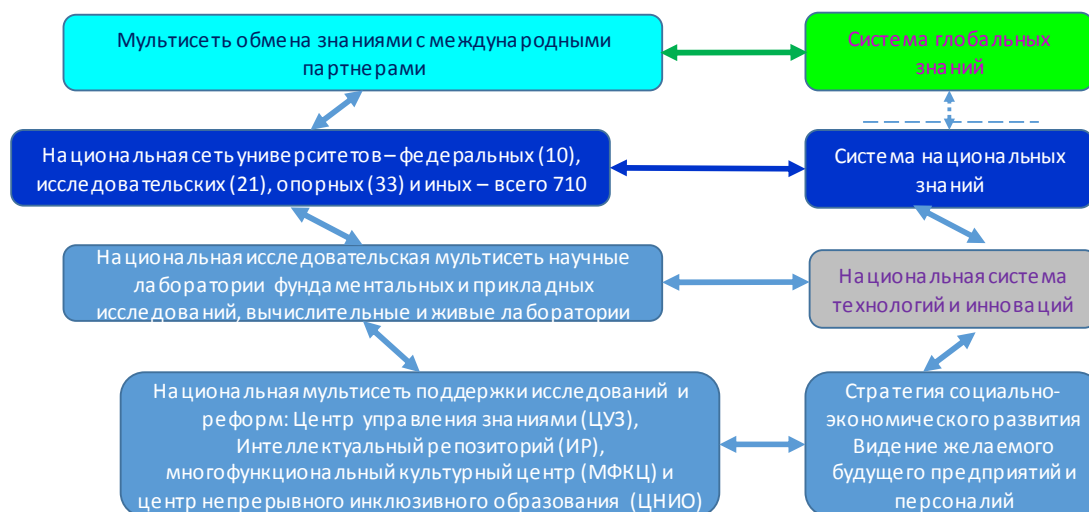 Мультисеть обмена знаниями с международными
партнерами
Система глобальных
знаний
Национальная сеть университетов – федеральных (10),
исследовательских (21), опорных (33) и иных – всего 710
Система национальных
знаний
Национальная исследовательская мультисеть научные
лаборатории фундаментальных и прикладных
исследований, вычислительные и живые лаборатории
Национальная система
технологий и инноваций
Национальная мультисеть поддержки исследований и
реформ: Центр управления знаниями (ЦУЗ),
Интеллектуальный репозиторий (ИР),
многофункциональный культурный центр (МФКЦ) и
центр непрерывного инклюзивного образования (ЦНИО)
Стратегия социально-
экономического развития
Видение желаемого
будущего предприятий и
персоналий